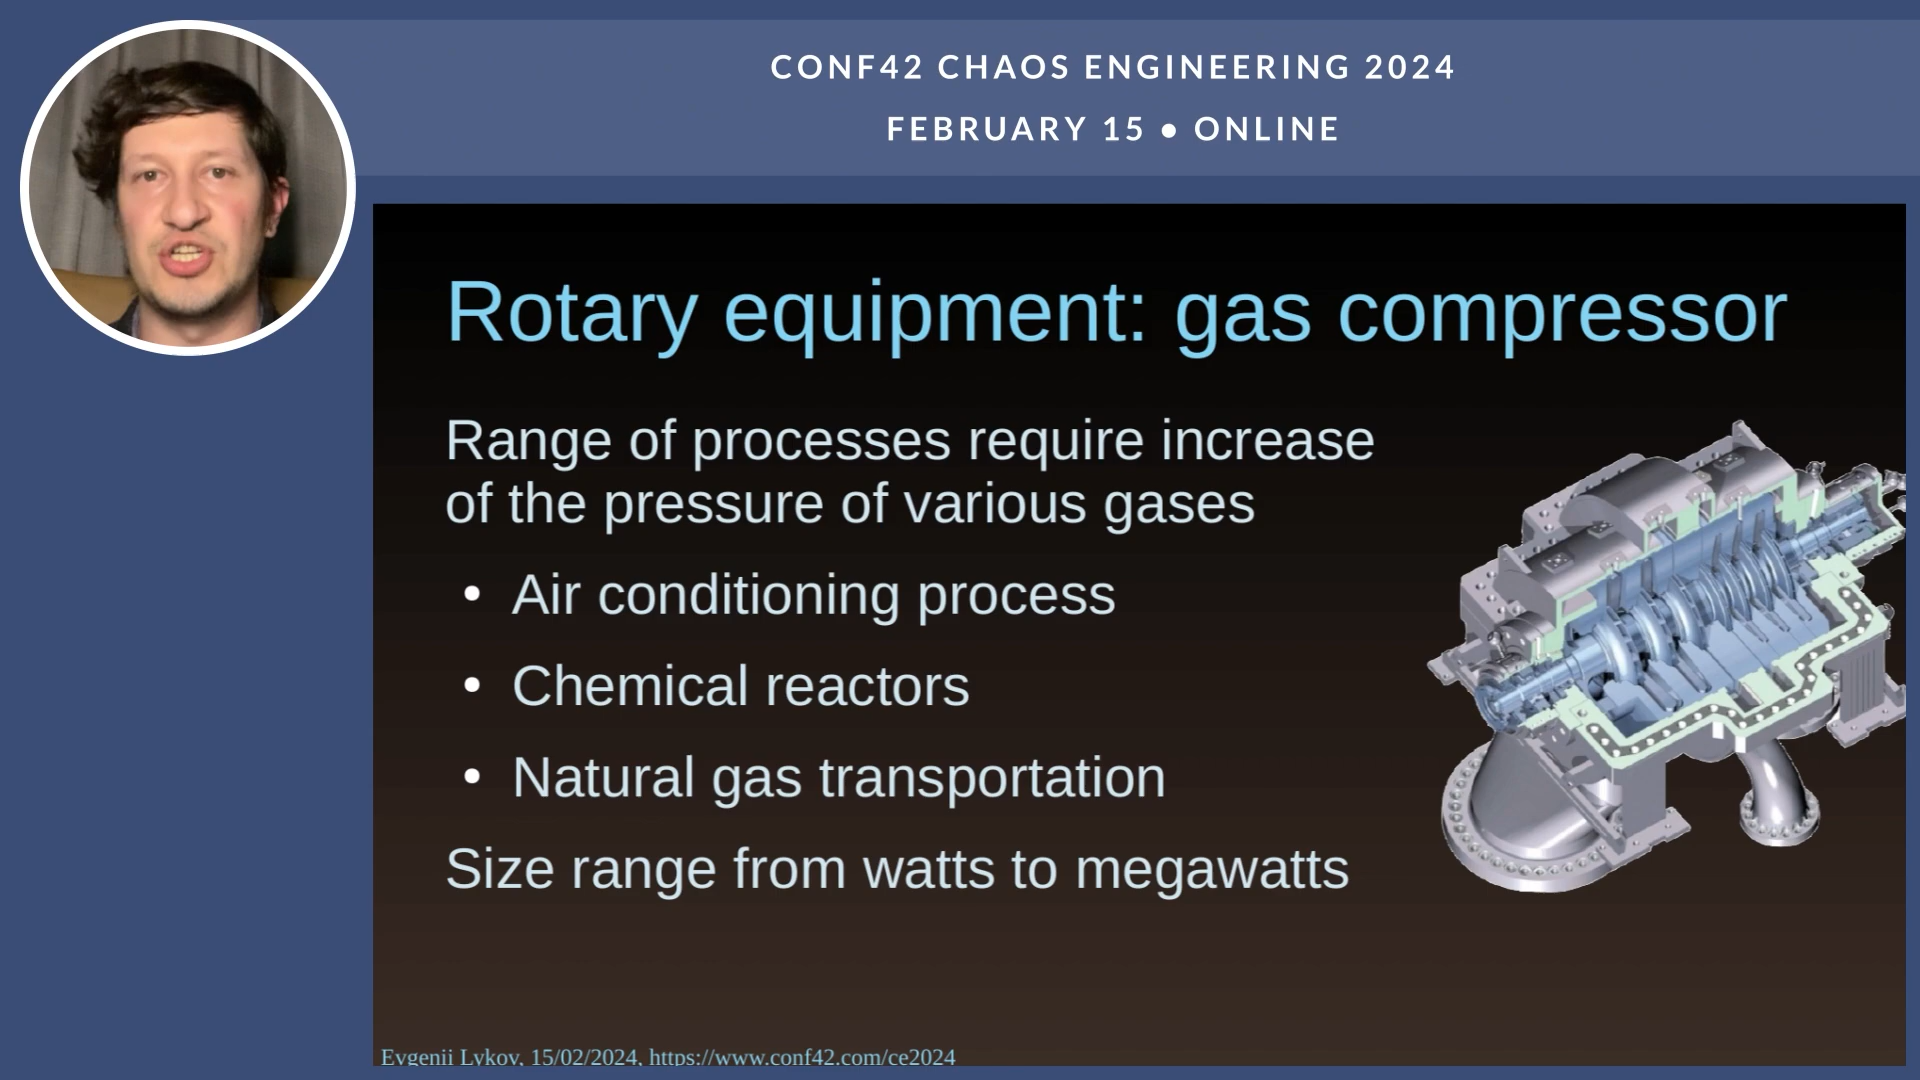 CONF42 CHAOS ENGINEERING 2024
FEBRUARY 15 ● ONLINE
Rotary equipment: gas compressor
Range of processes require increase
of the pressure of various gases
• Air conditioning process
• Chemical reactors
• Natural gas transportation
Size range from watts to megawatts
Evgenii Lykov, 15/02/2024, https://www.conf42.com/ce2024